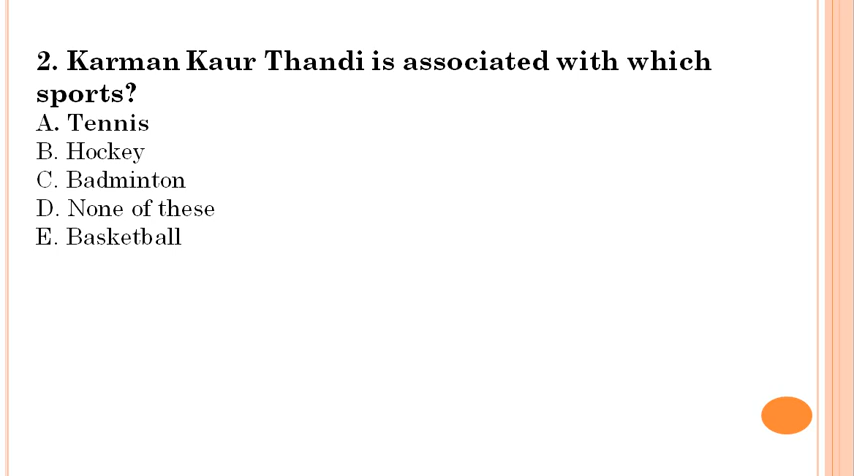 2. Karman Kaur Thandi is associated with which
sports?
A. Tennis
B. Hockey
C. Badminton
D. None of these
E. Basketball